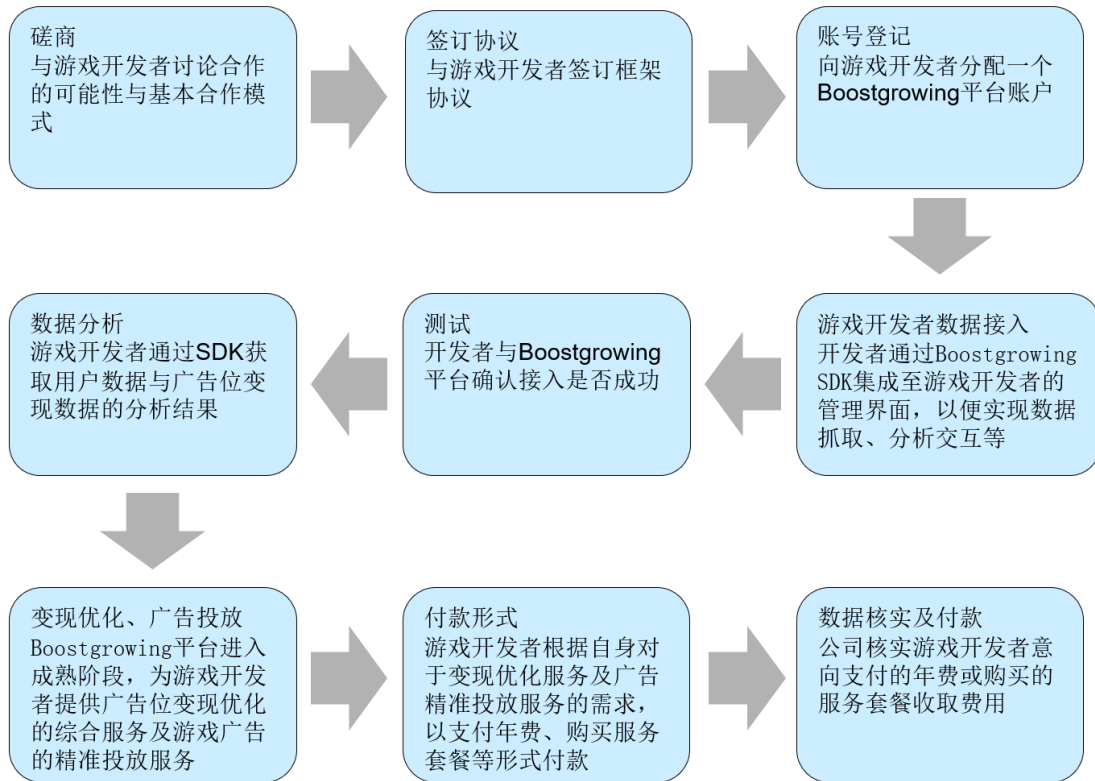 磋商
与游戏开发者讨论合作
的可能性与基本合作模
式
签订协议
与游戏开发者签订框架
协议
账号登记
向游戏开发者分配一个
Boostgrowing平台账户
游戏开发者数据接入
开发者通过Boostgrowing
SDK集成至游戏开发者的
管理界面，以便实现数据
抓取、分析交互等
测试
开发者与Boostgrowing
平台确认接入是否成功
数据分析
游戏开发者通过SDK获
取用户数据与广告位变
现数据的分析结果
变现优化、广告投放
Boostgrowing平台进入
成熟阶段，为游戏开发
者提供广告位变现优化
的综合服务及游戏广告
的精准投放服务
付款形式
游戏开发者根据自身对
于变现优化服务及广告
精准投放服务的需求，
以支付年费、购买服务
套餐等形式付款
数据核实及付款
公司核实游戏开发者意
向支付的年费或购买的
服务套餐收取费用